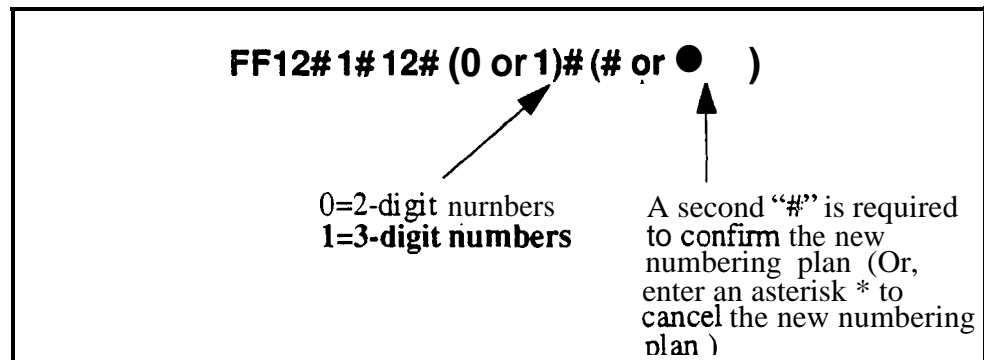 FF12# 1# 12# (0 or 1)# (# or ● )
0=2-digit nurnbers
1=3-digit numbers
A second “#” is required
to confirm the new
numbering plan (Or,
enter an asterisk * to
cancel the new numbering
plan )